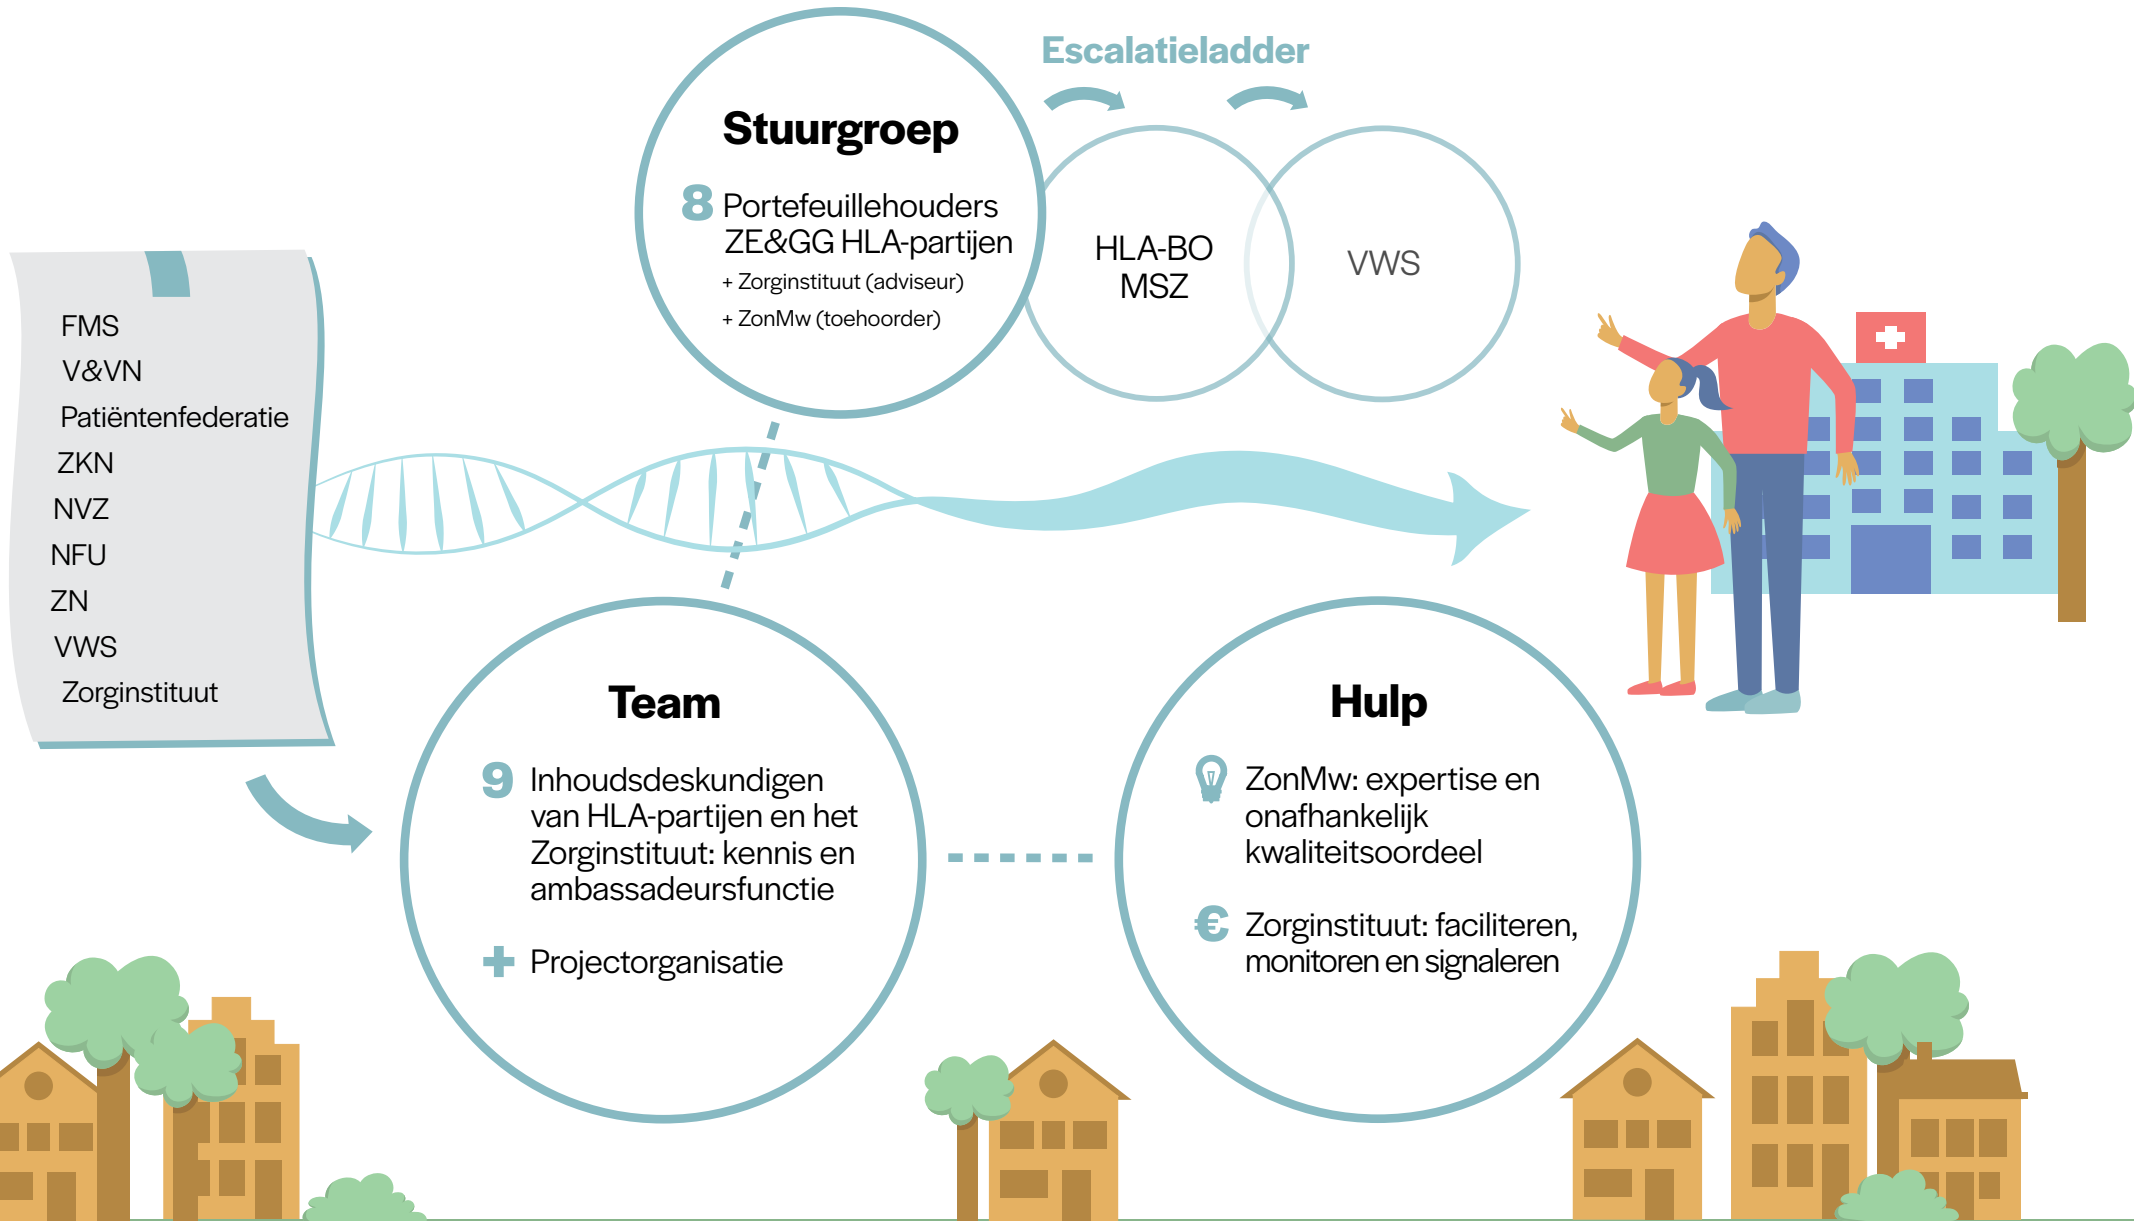 Escalatieladder
Stuurgroep
8 Portefeuillehouders
ZE&GG HLA-partijen
+ Zorginstituut (adviseur)
+ ZonMw (toehoorder)
HLA-BO
MSZ
VWS
FMS
V&VN
Patiëntenfederatie
ZKN
NVZ
NFU
ZN
VWS
Zorginstituut
Team
9 Inhoudsdeskundigen
van HLA-partijen en het
Zorginstituut: kennis en
ambassadeursfunctie
+ Projectorganisatie
Hulp
ZonMw: expertise en
onafhankelijk
kwaliteitsoordeel
€ Zorginstituut: faciliteren,
monitoren en signaleren